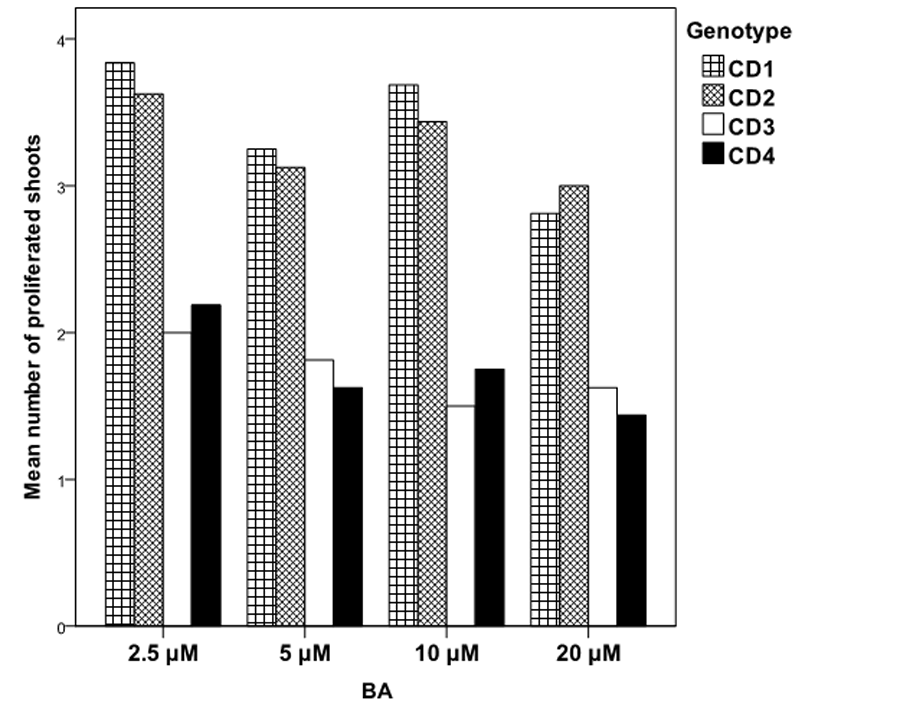 Genotype
CD1
CD2
CD3
CD4
Mean number of proliferated shoots
4
3
2
1
0
2.5 µM 5 µM 10 µM 20 µM
BA